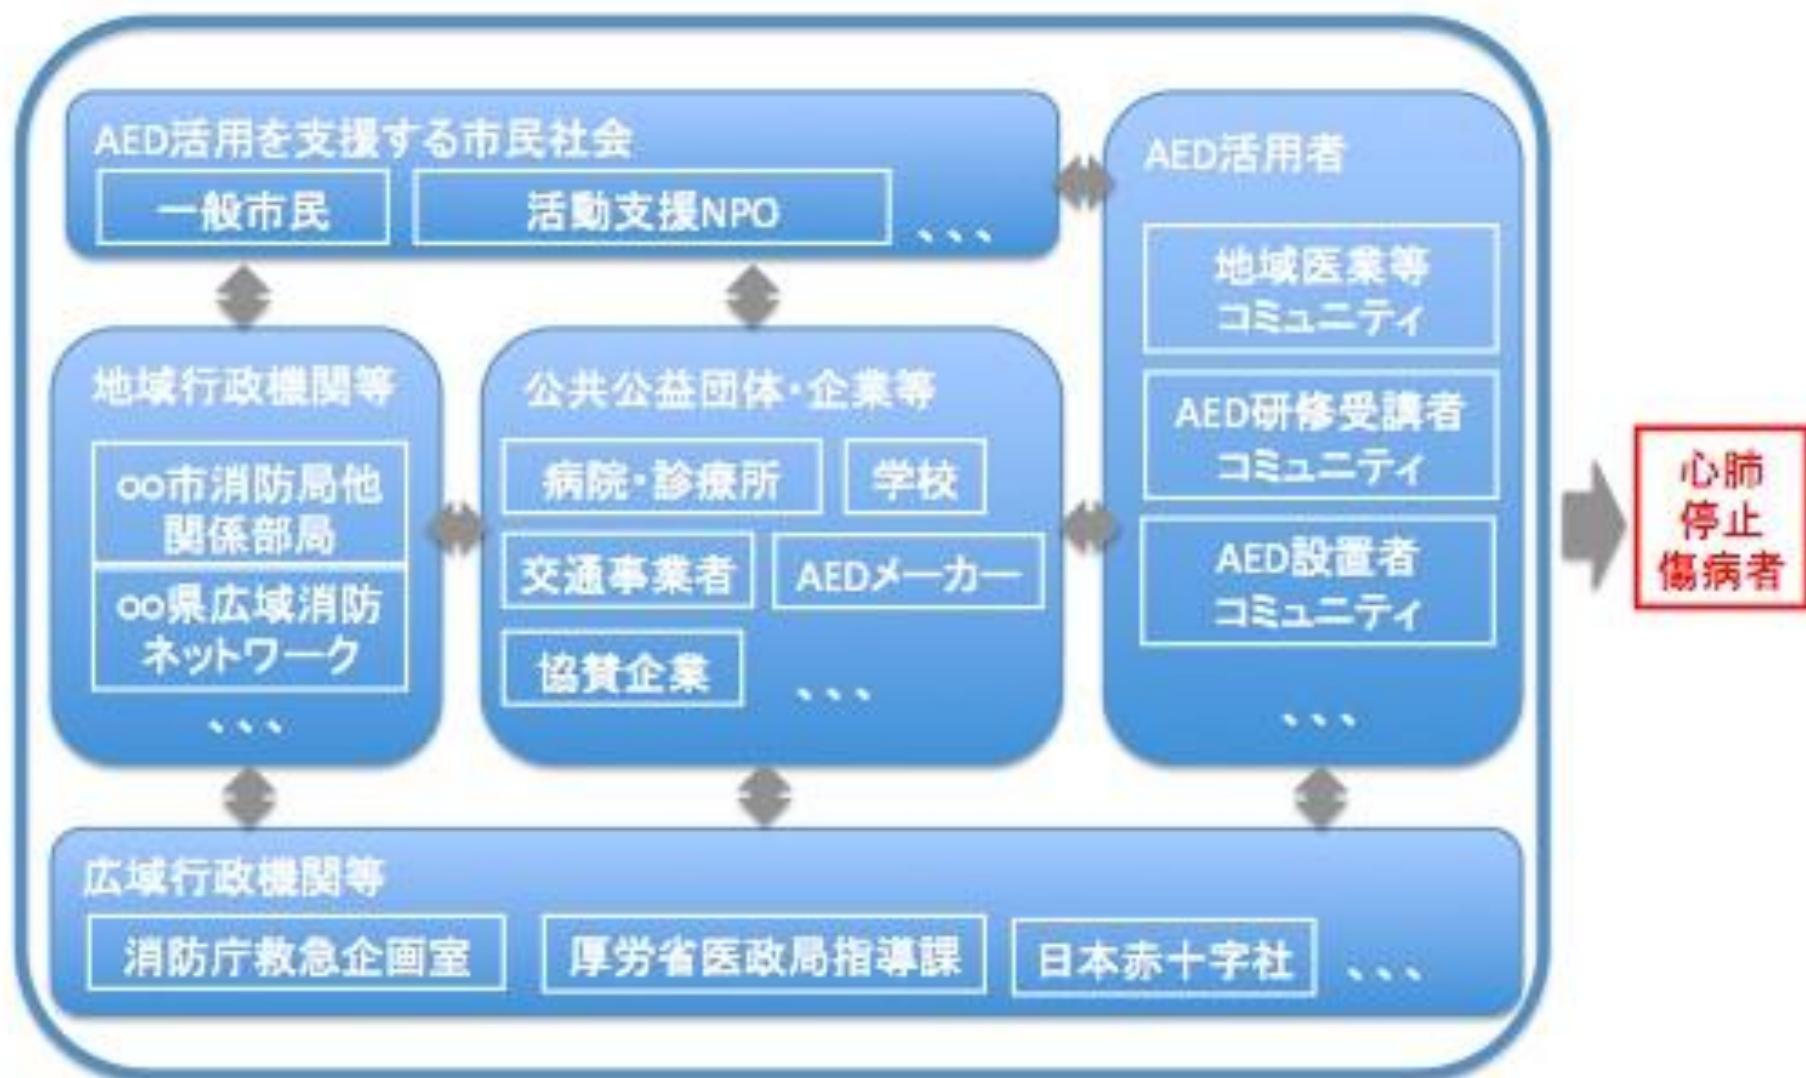 AED活用を支援する市民社会
一般市民
活動支援NPO
、、、
AED活用者
地域医業等
コミュニティ
AED研修受講者
コミュニティ
AED設置者
コミュニティ
、、、
地域行政機関等
○○市消防局他
関係部局
○○県広域消防
ネットワーク
、、、
公共公益団体・企業等
病院・診療所
学校
交通事業者
AEDメーカー
協賛企業
、、、
広域行政機関等
消防庁救急企画室
厚労省医政局指導課
日本赤十字社
、、、
心肺
停止
傷病者